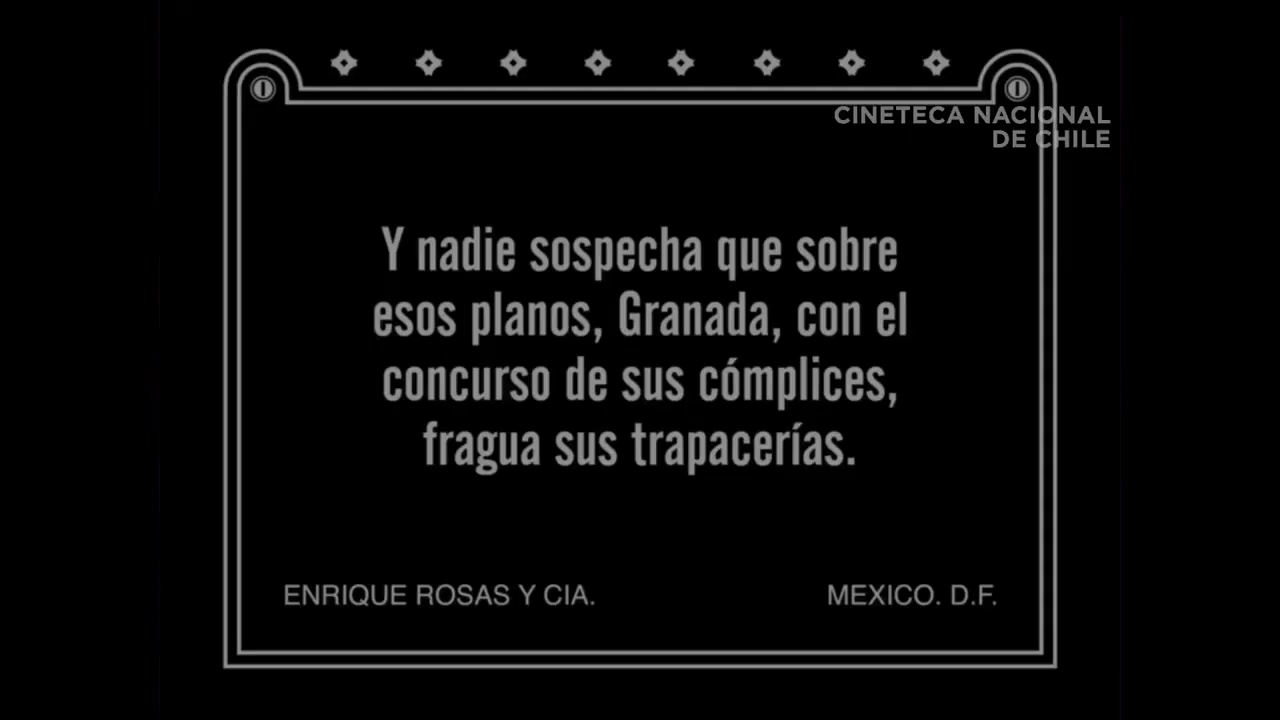 CINETECA NACIONAL
DE CHILE
Y nadie sospecha que sobre
esos planos, Granada, con el
concurso de sus cómplices,
fragua sus trapacerías.
ENRIQUE ROSAS Y CIA.
MEXICO. D.F.